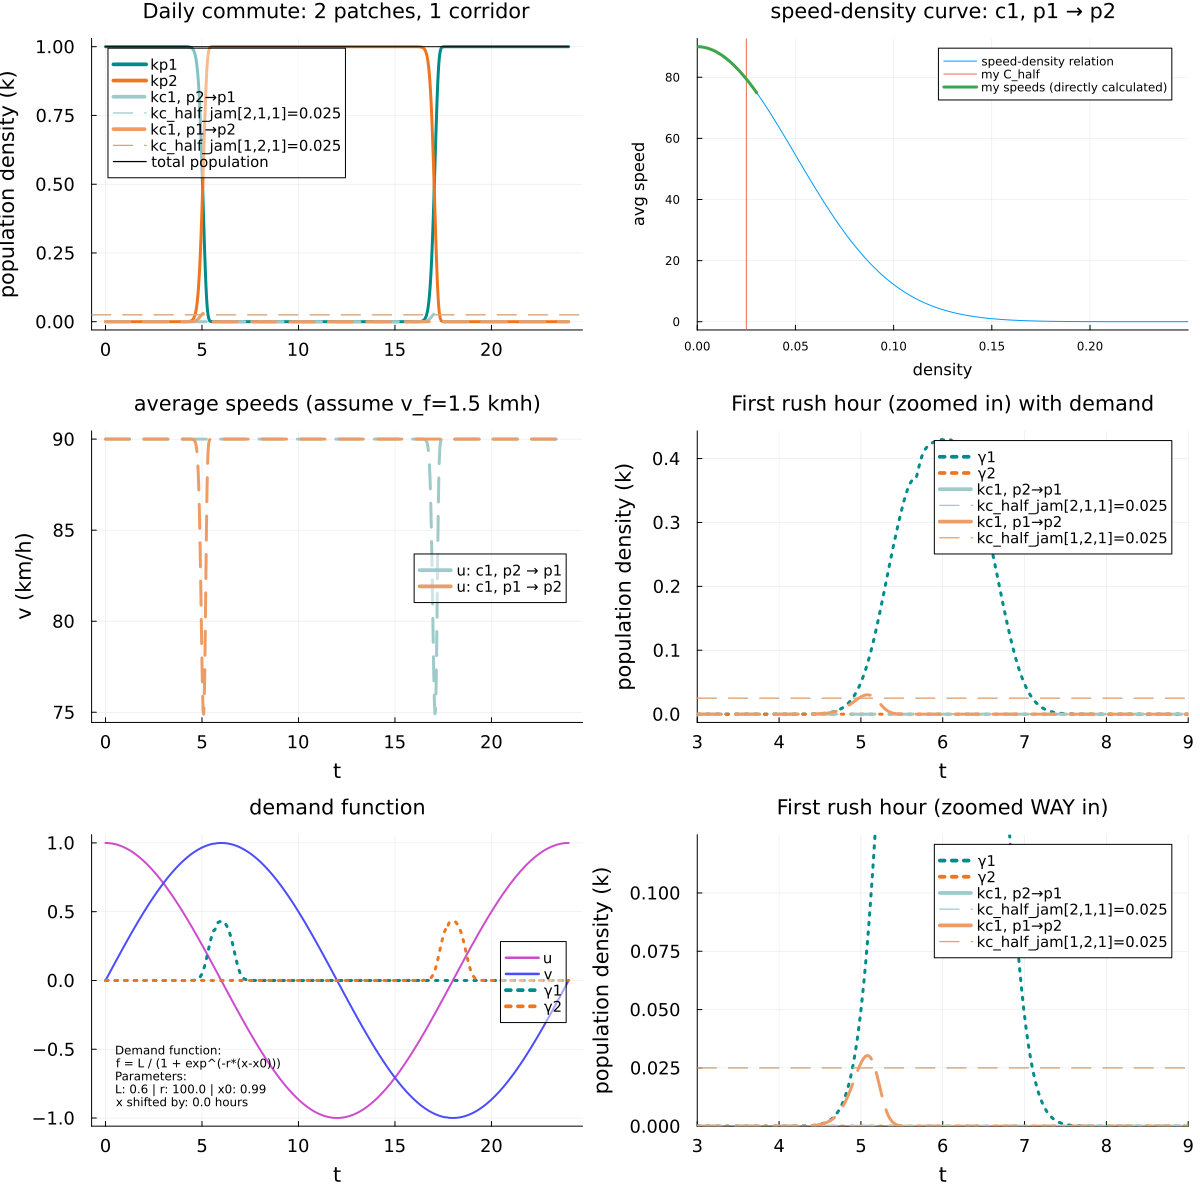 Daily commute: 2 patches, 1 corridor
population density (k)
1.00
0.75
0.50
0.25
0.00
kp1
kp2
kc1, p2→p1
kc_half_jam[2,1,1]=0.025
kc1, p1→p2
kc_half_jam[1,2,1]=0.025
total population
0 5 10 15 20
speed-density curve: c1, p1 → p2
avg speed
80
60
40
20
0
speed-density relation
my C_half
my speeds (directly calculated)
0.00 0.05 0.10 0.15 0.20
density
average speeds (assume v_f=1.5 kmh)
v (km/h)
90
85
80
75
u: c1, p2 → p1
u: c1, p1 → p2
0 5 10 15 20
t
First rush hour (zoomed in) with demand
population density (k)
0.4
0.3
0.2
0.1
0.0
γ1
γ2
kc1, p2→p1
kc_half_jam[2,1,1]=0.025
kc1, p1→p2
kc_half_jam[1,2,1]=0.025
3 4 5 6 7 8 9
t
demand function
1.0
0.5
0.0
−0.5
−1.0
u
v
γ1
γ2
Demand function:
f = L / (1 + exp^(-r*(x-x0)))
Parameters:
L: 0.6 | r: 100.0 | x0: 0.99
x shifted by: 0.0 hours
0 5 10 15 20
t
First rush hour (zoomed WAY in)
population density (k)
0.100
0.075
0.050
0.025
0.000
γ1
γ2
kc1, p2→p1
kc_half_jam[2,1,1]=0.025
kc1, p1→p2
kc_half_jam[1,2,1]=0.025
3 4 5 6 7 8 9
t